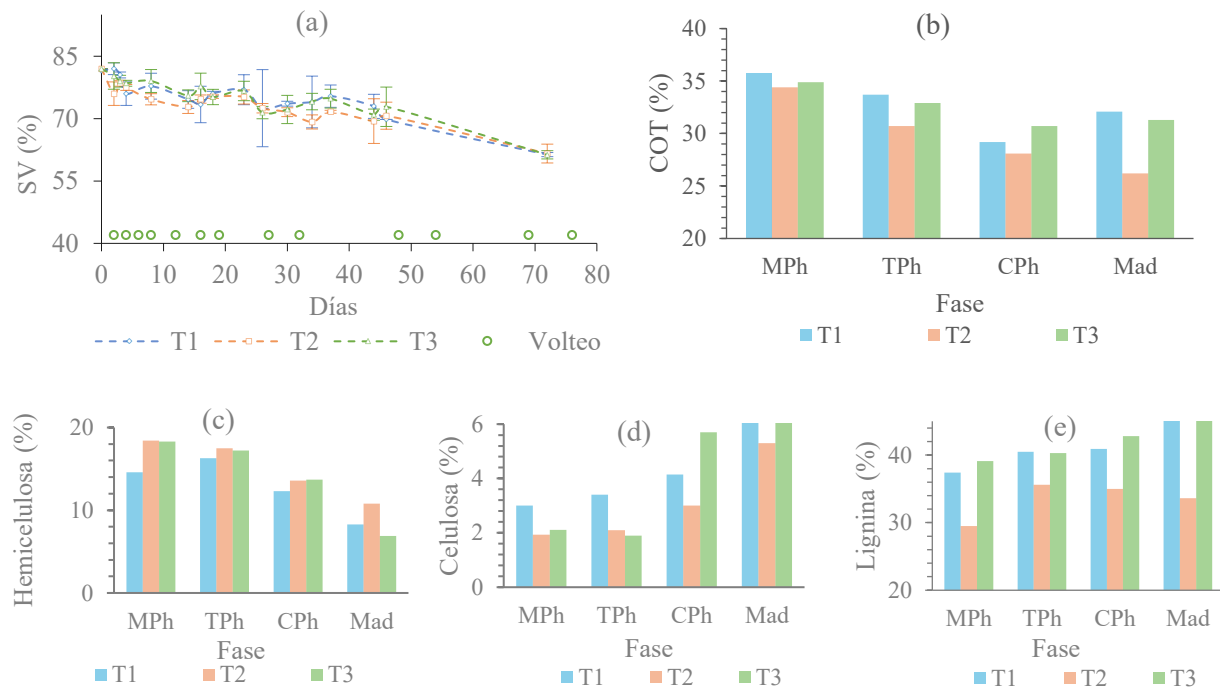 (a)
SV (%)
85
70
55
40
0 10 20 30 40 50 60 70 80
Días
T1 T2 T3 Volteo
(b)
COT (%)
40
35
30
25
20
MPh TPh CPh Mad
Fase
T1 T2 T3
(c)
Hemicelulosa (%)
20
10
0
MPh TPh CPh Mad
Fase
T1 T2 T3
(d)
Celulosa (%)
6
4
2
0
MPh TPh CPh Mad
Fase
T1 T2 T3
(e)
Lignina (%)
40
30
20
MPh TPh CPh Mad
Fase
T1 T2 T3